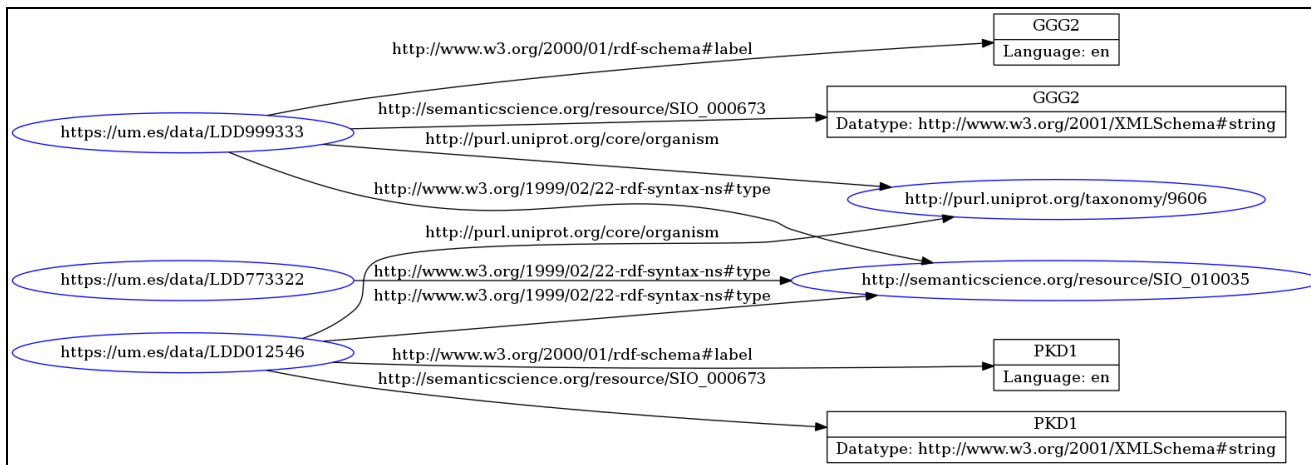 GGG2
http://www.w3.org/2000/01/rdf-schema#label
Language: en
GGG2
http://semanticscience.org/resource/SIO_000673
https://um.es/data/LDD999333
Datatype: http://www.w3.org/2001/XMLSchema#string
http://purl.uniprot.org/core/organism
http://www.w3.org/1999/02/22-rdf-syntax-ns#type
http://purl.uniprot.org/taxonomy/9606
http://purl.uniprot.org/core/organism
https://um.es/data/LDD773322
http://www.w3.org/1999/02/22-rdf-syntax-ns#type
http://semanticscience.org/resource/SIO_010035
http://www.w3.org/1999/02/22-rdf-syntax-ns#type
https://um.es/data/LDD012546
http://www.w3.org/2000/01/rdf-schema#label
PKD1
Language: en
http://semanticscience.org/resource/SIO_000673
PKD1
Datatype: http://www.w3.org/2001/XMLSchema#string